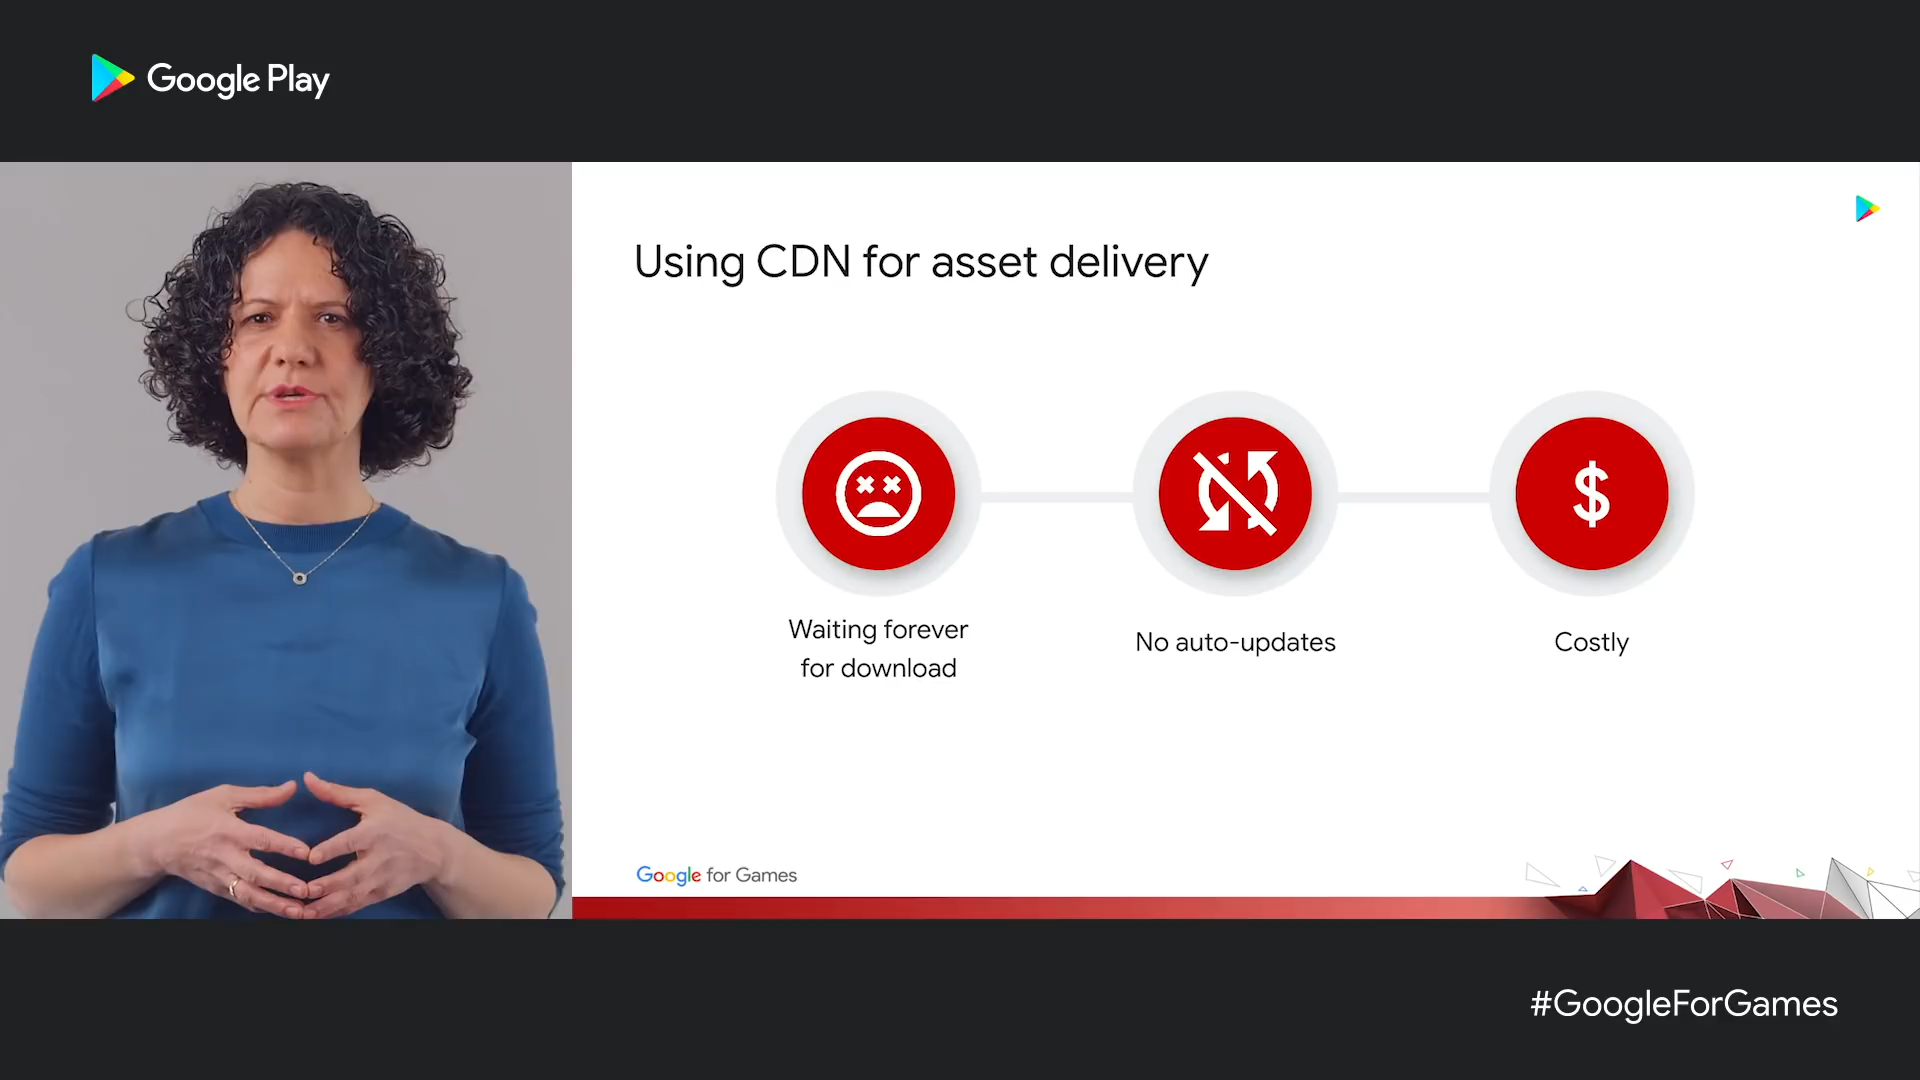 Google Play
Using CDN for asset delivery
$
Waiting forever
for download
No auto-updates
Costly
Google for Games
#GoogleForGames